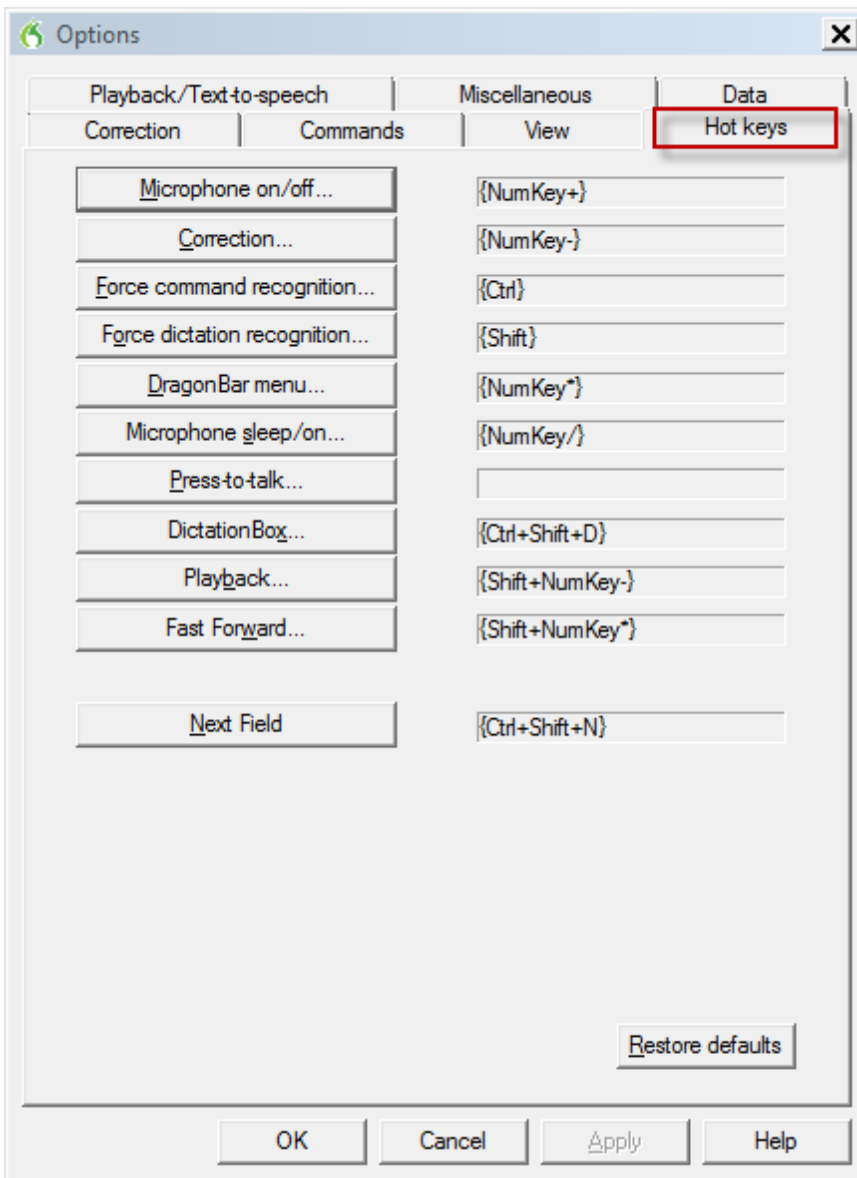 Options
Playback/Text-to-speech Miscellaneous Data
Correction Commands View Hot keys
Microphone on/off... {NumKey+}
Correction... {NumKey-}
Force command recognition... {Ctrl}
Force dictation recognition... {Shift}
DragonBar menu... {NumKey*}
Microphone sleep/on... {NumKey/}
Press-to-talk...
DictationBox... {Ctrl+Shift+D}
Playback... {Shift+NumKey-}
Fast Forward... {Shift+NumKey*}
Next Field {Ctrl+Shift+N}
Restore defaults
OK Cancel Apply Help